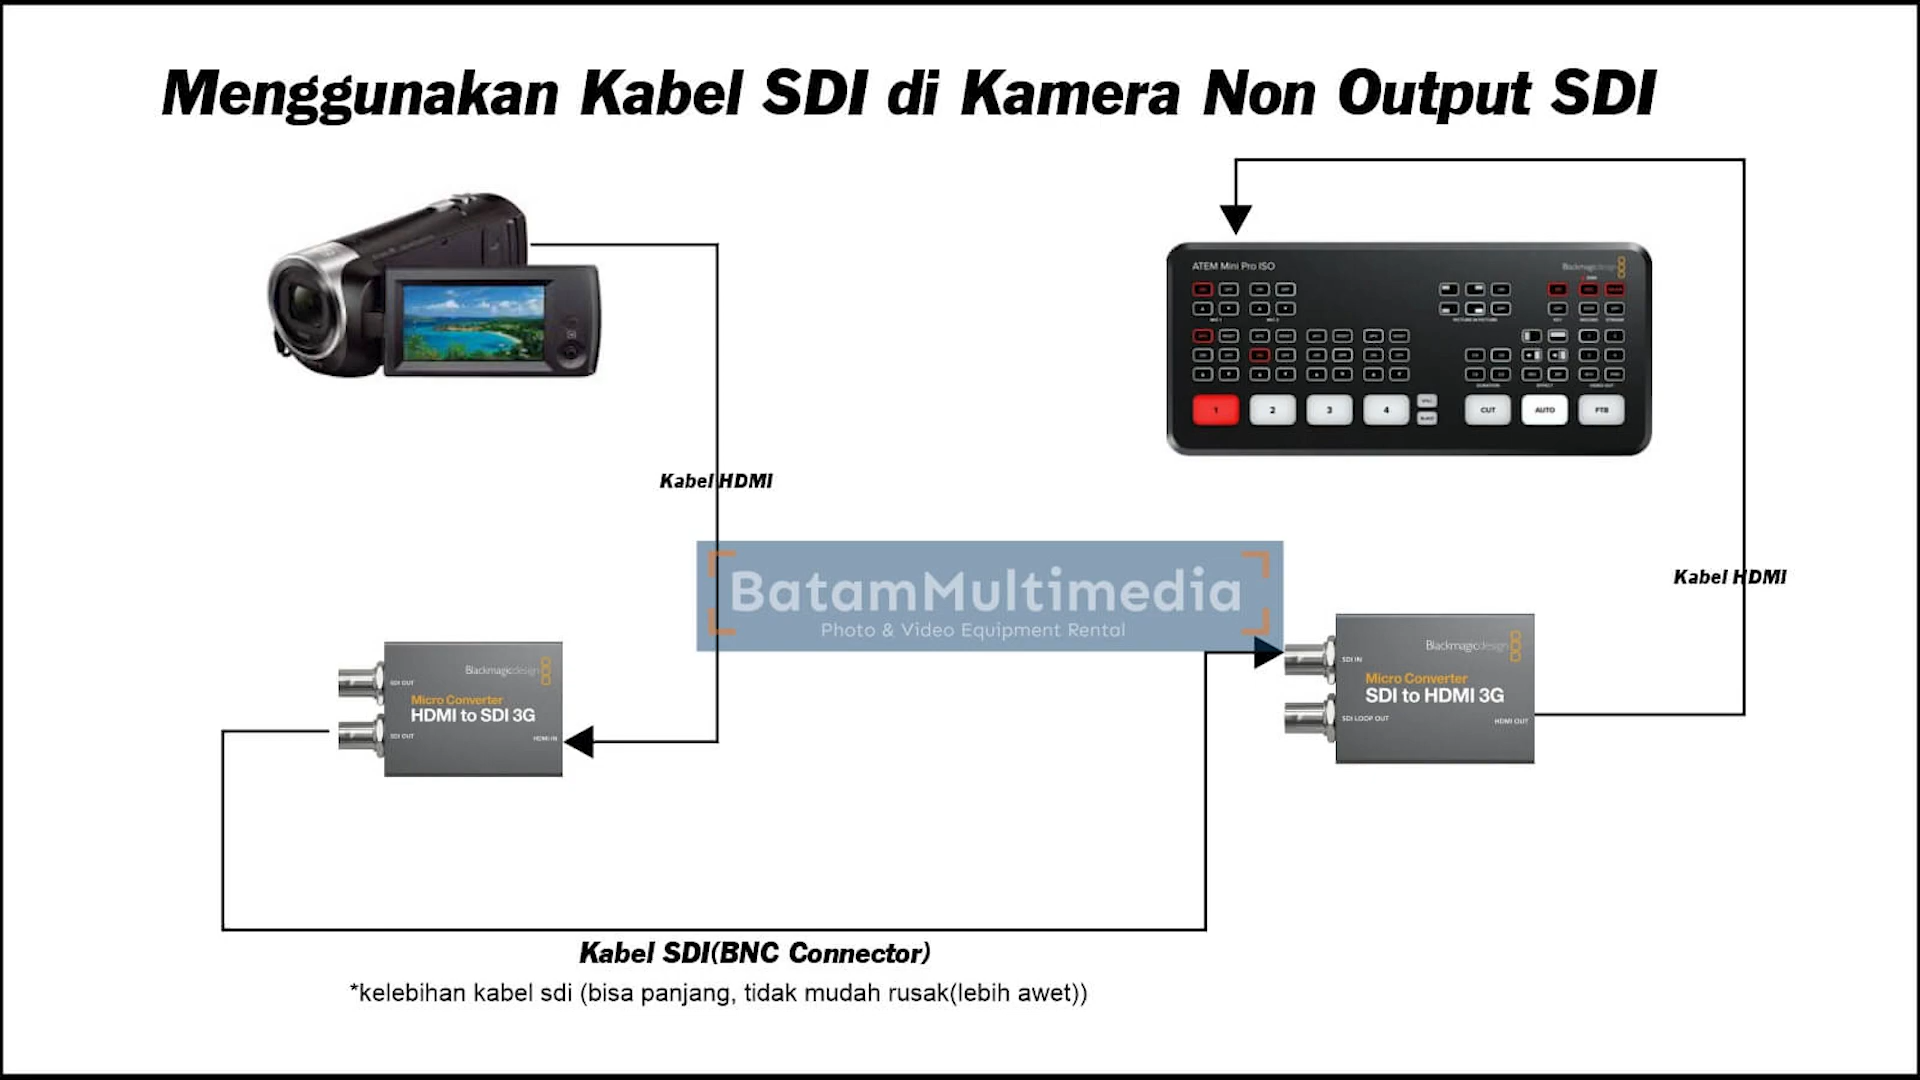 Menggunakan Kabel SDI di Kamera Non Output SDI
ATEM Mini Pro ISO
Blackmagicdesign
1
2
3
4
CUT
AUTO
FTB
Kabel HDMI
BatamMultimedia
Photo & Video Equipment Rental
Kabel HDMI
Blackmagicdesign
SDI OUT
Micro Converter
HDMI to SDI 3G
SDI OUT
HDMI IN
Blackmagicdesign
SDI IN
Micro Converter
SDI to HDMI 3G
SDI LOOP OUT
HDMI OUT
Kabel SDI(BNC Connector)
*kelebihan kabel sdi (bisa panjang, tidak mudah rusak(lebih awet))